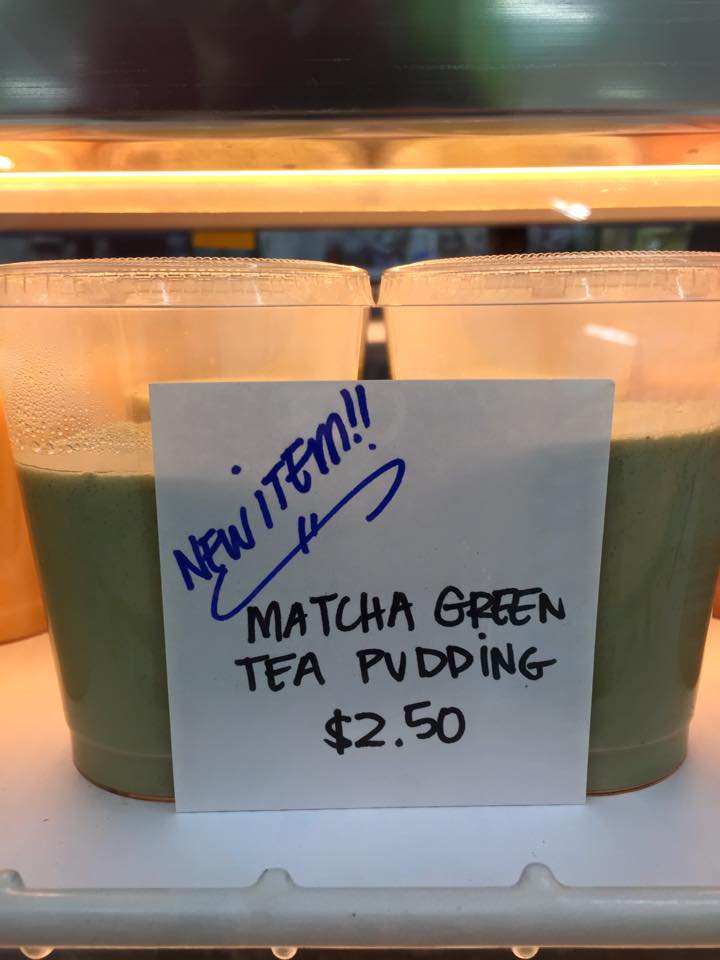 NEW ITEM!!
MATCHA GREEN
TEA PUDDING
$2.50